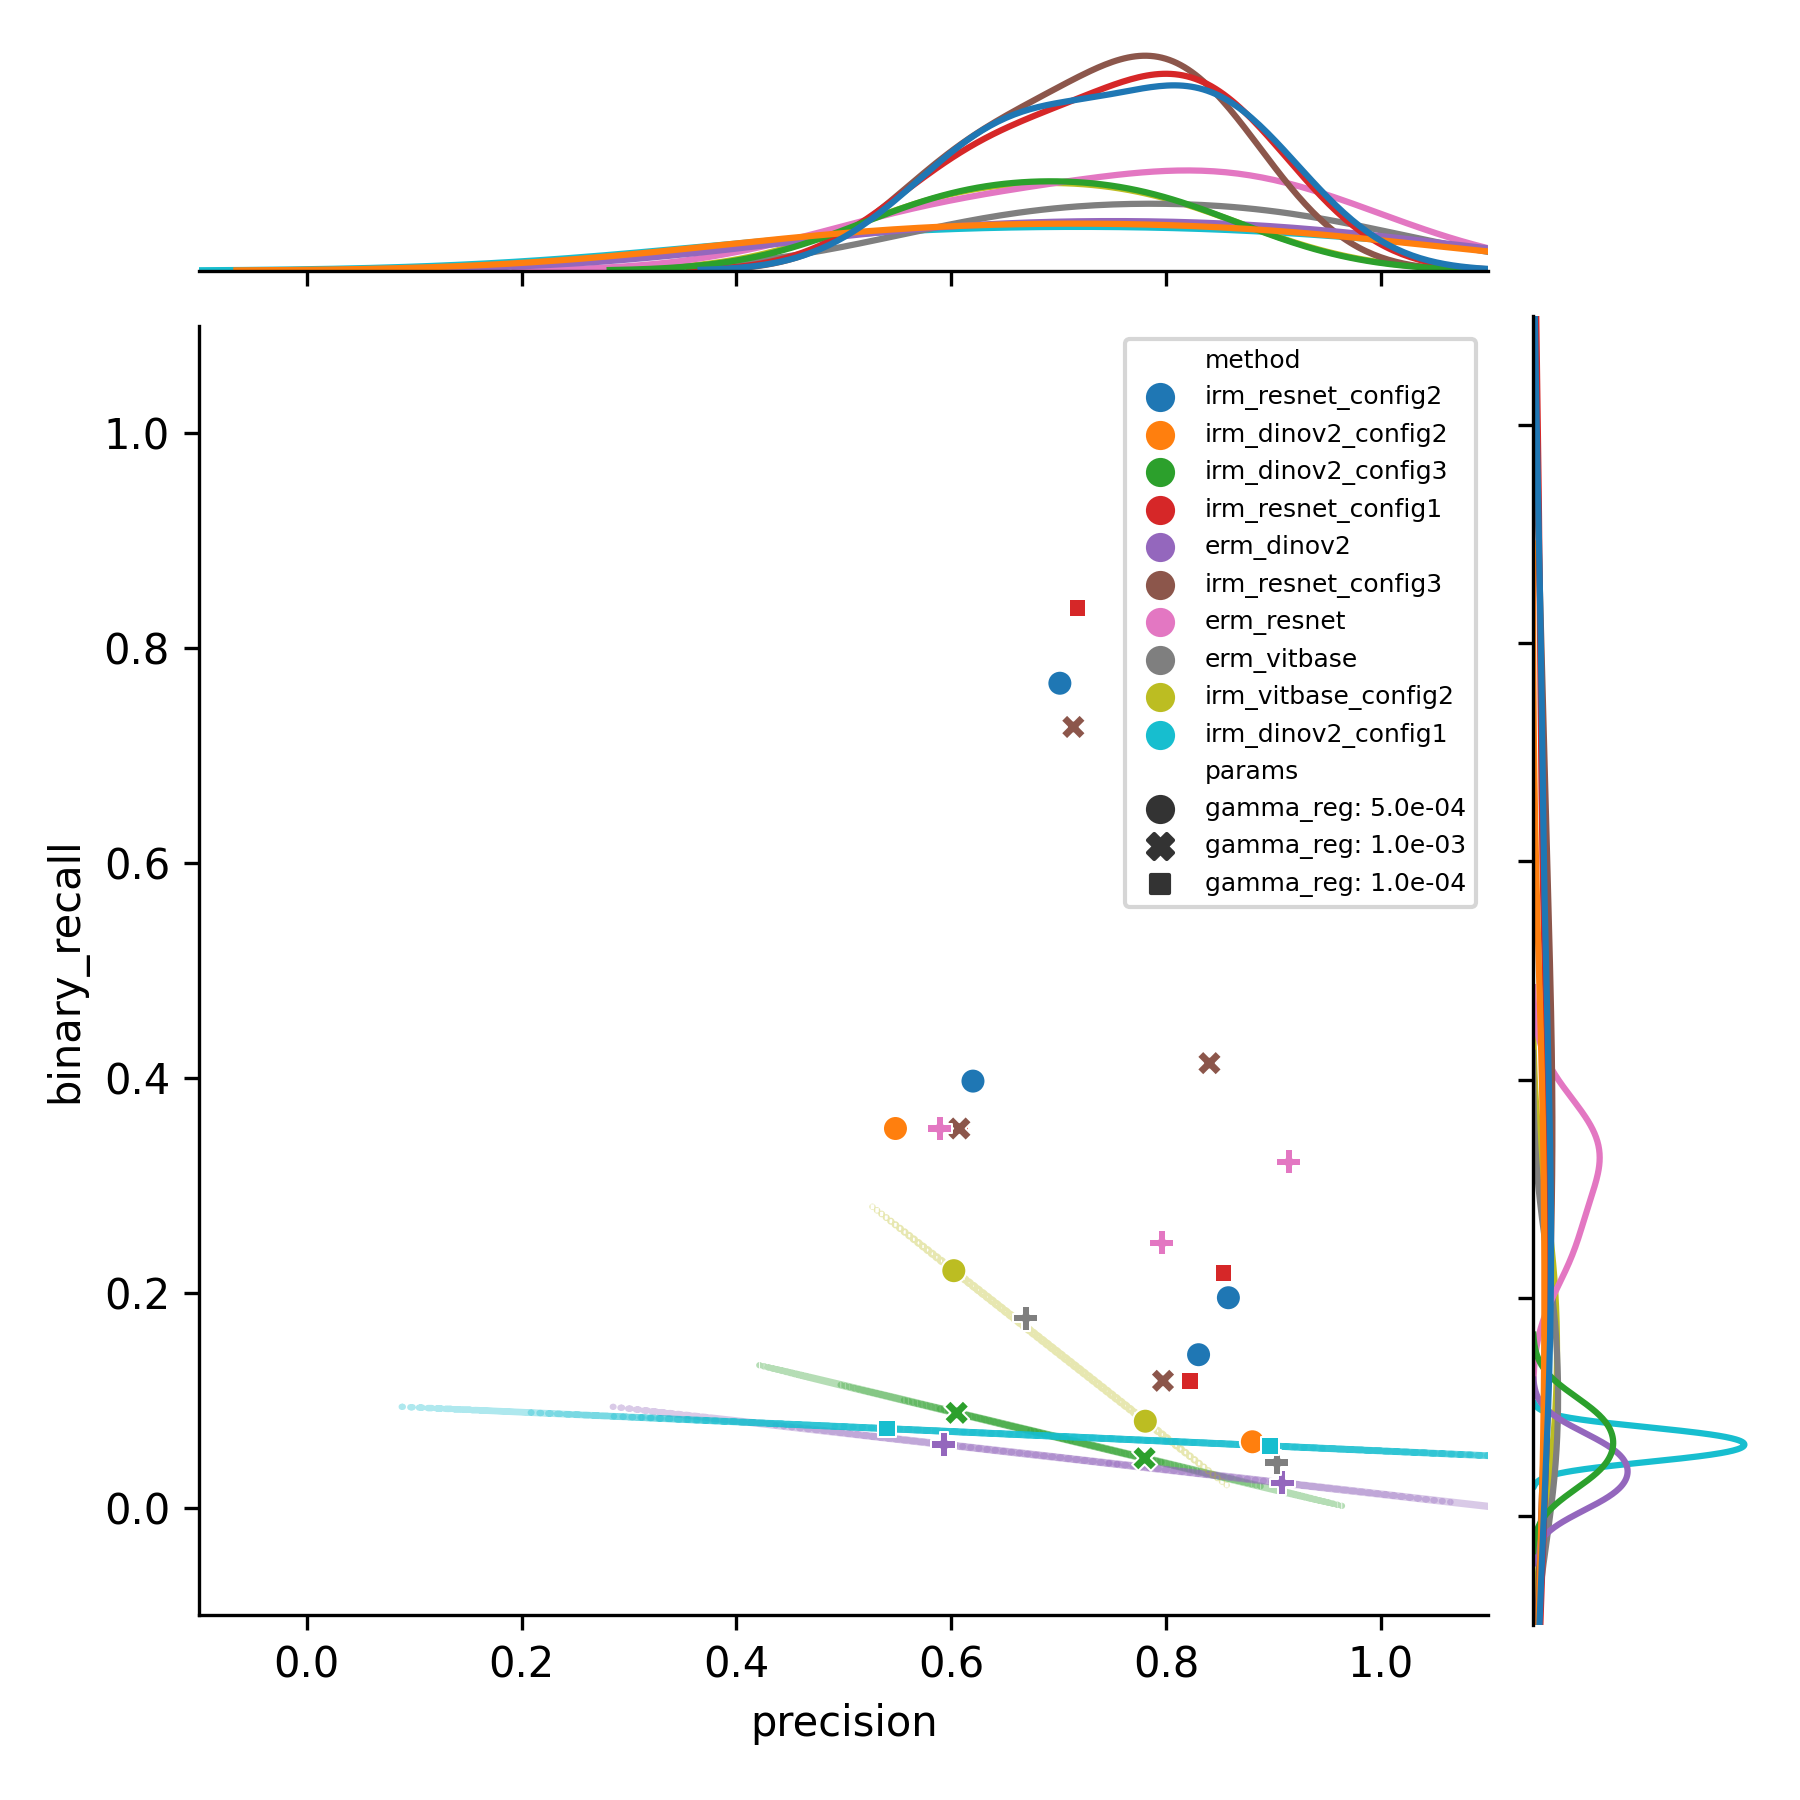 method
irm_resnet_config2
irm_dinov2_config2
irm_dinov2_config3
irm_resnet_config1
erm_dinov2
irm_resnet_config3
erm_resnet
erm_vitbase
irm_vitbase_config2
irm_dinov2_config1
params
gamma_reg: 5.0e-04
gamma_reg: 1.0e-03
gamma_reg: 1.0e-04
1.0
0.8
0.6
0.4
0.2
0.0
binary_recall
0.0 0.2 0.4 0.6 0.8 1.0
precision